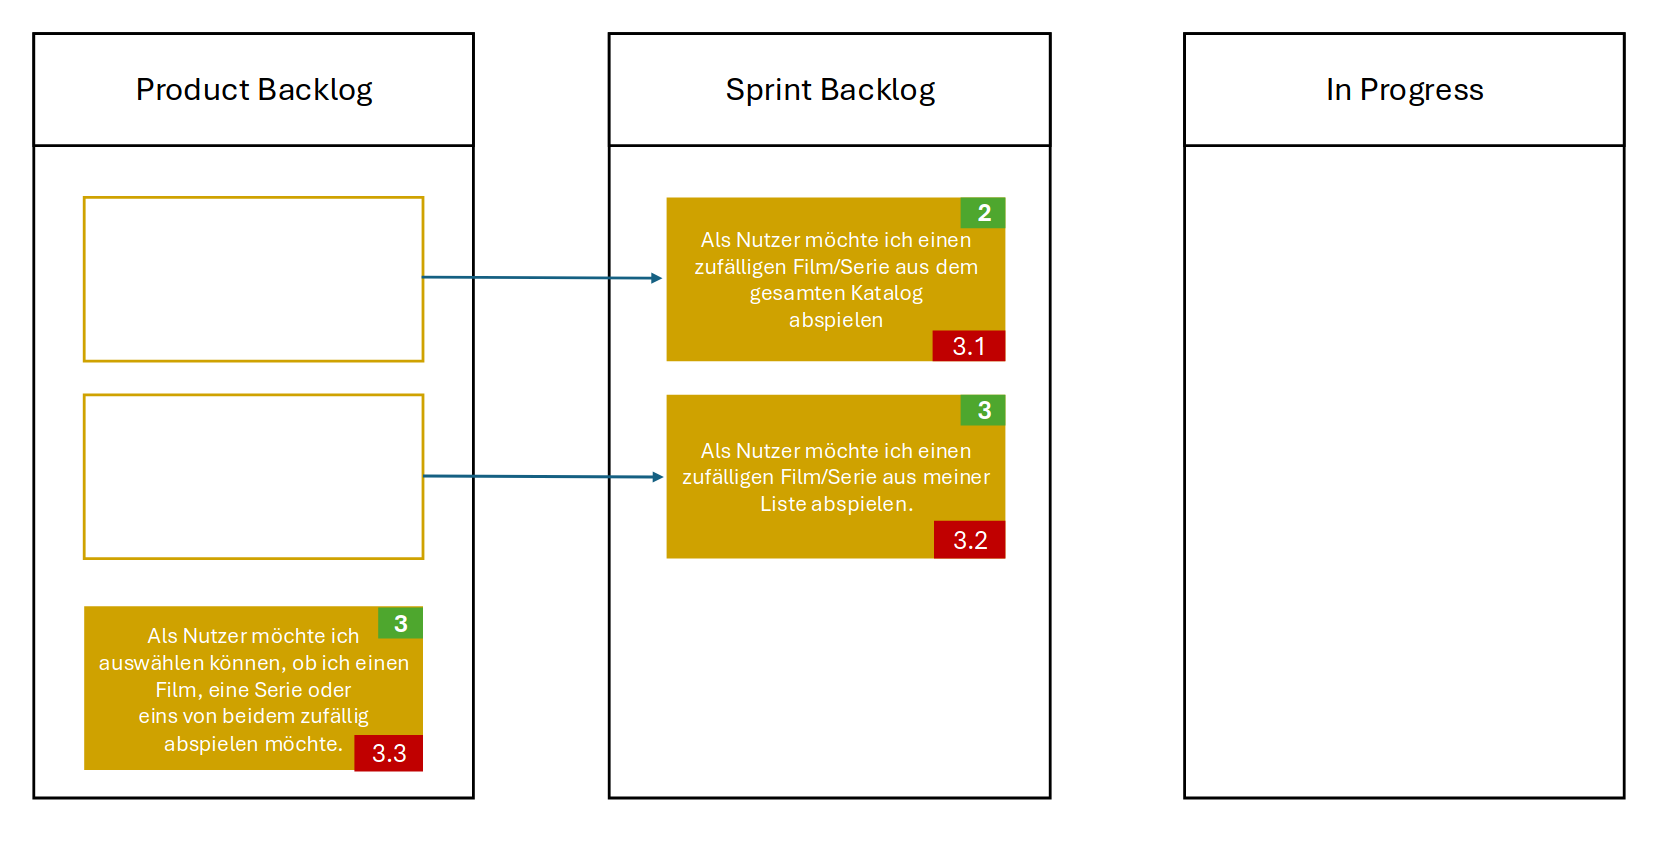 Product Backlog
Sprint Backlog
In Progress
3
Als Nutzer möchte ich
auswählen können, ob ich einen
Film, eine Serie oder
eins von beidem zufällig
abspielen möchte.
3.3
2
Als Nutzer möchte ich einen
zufälligen Film/Serie aus dem
gesamten Katalog
abspielen
3.1
3
Als Nutzer möchte ich einen
zufälligen Film/Serie aus meiner
Liste abspielen.
3.2